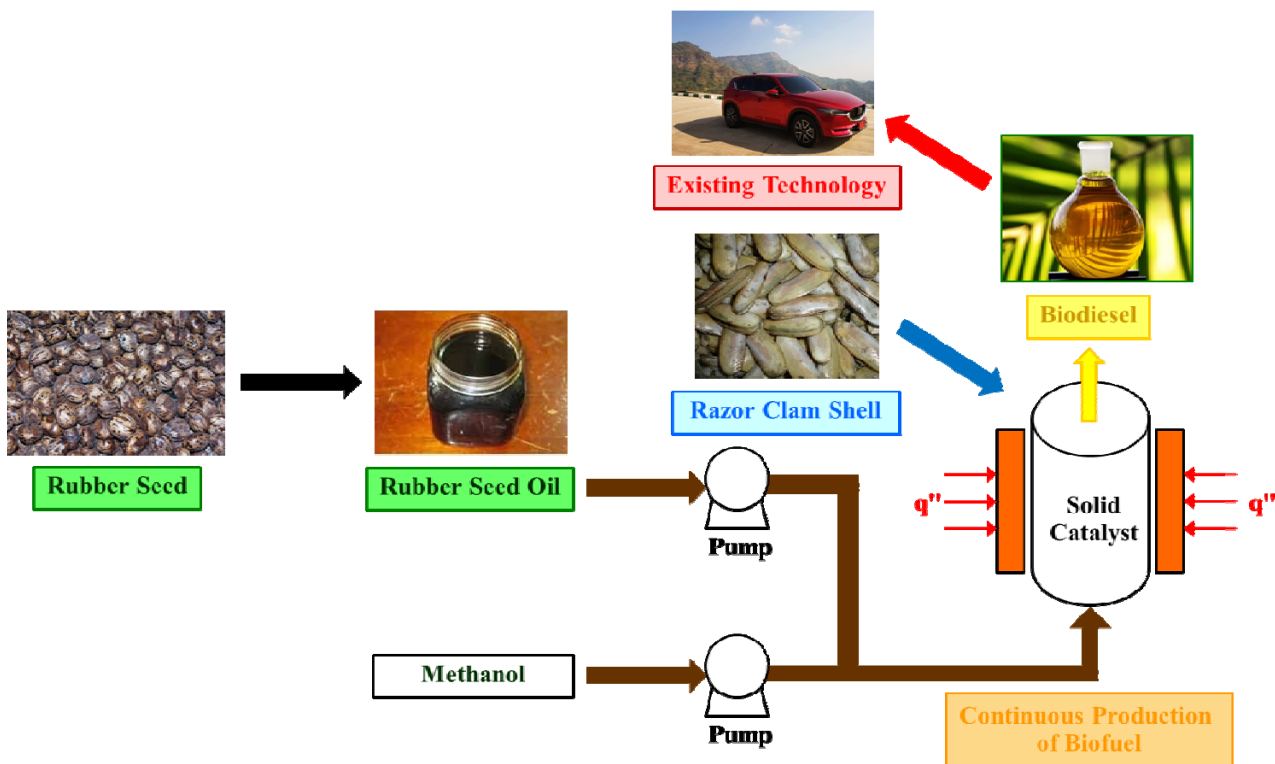 Existing Technology
Biodiesel
Razor Clam Shell
Rubber Seed
Rubber Seed Oil
Pump
q"
Solid
Catalyst
q"
Methanol
Pump
Continuous Production
of Biofuel